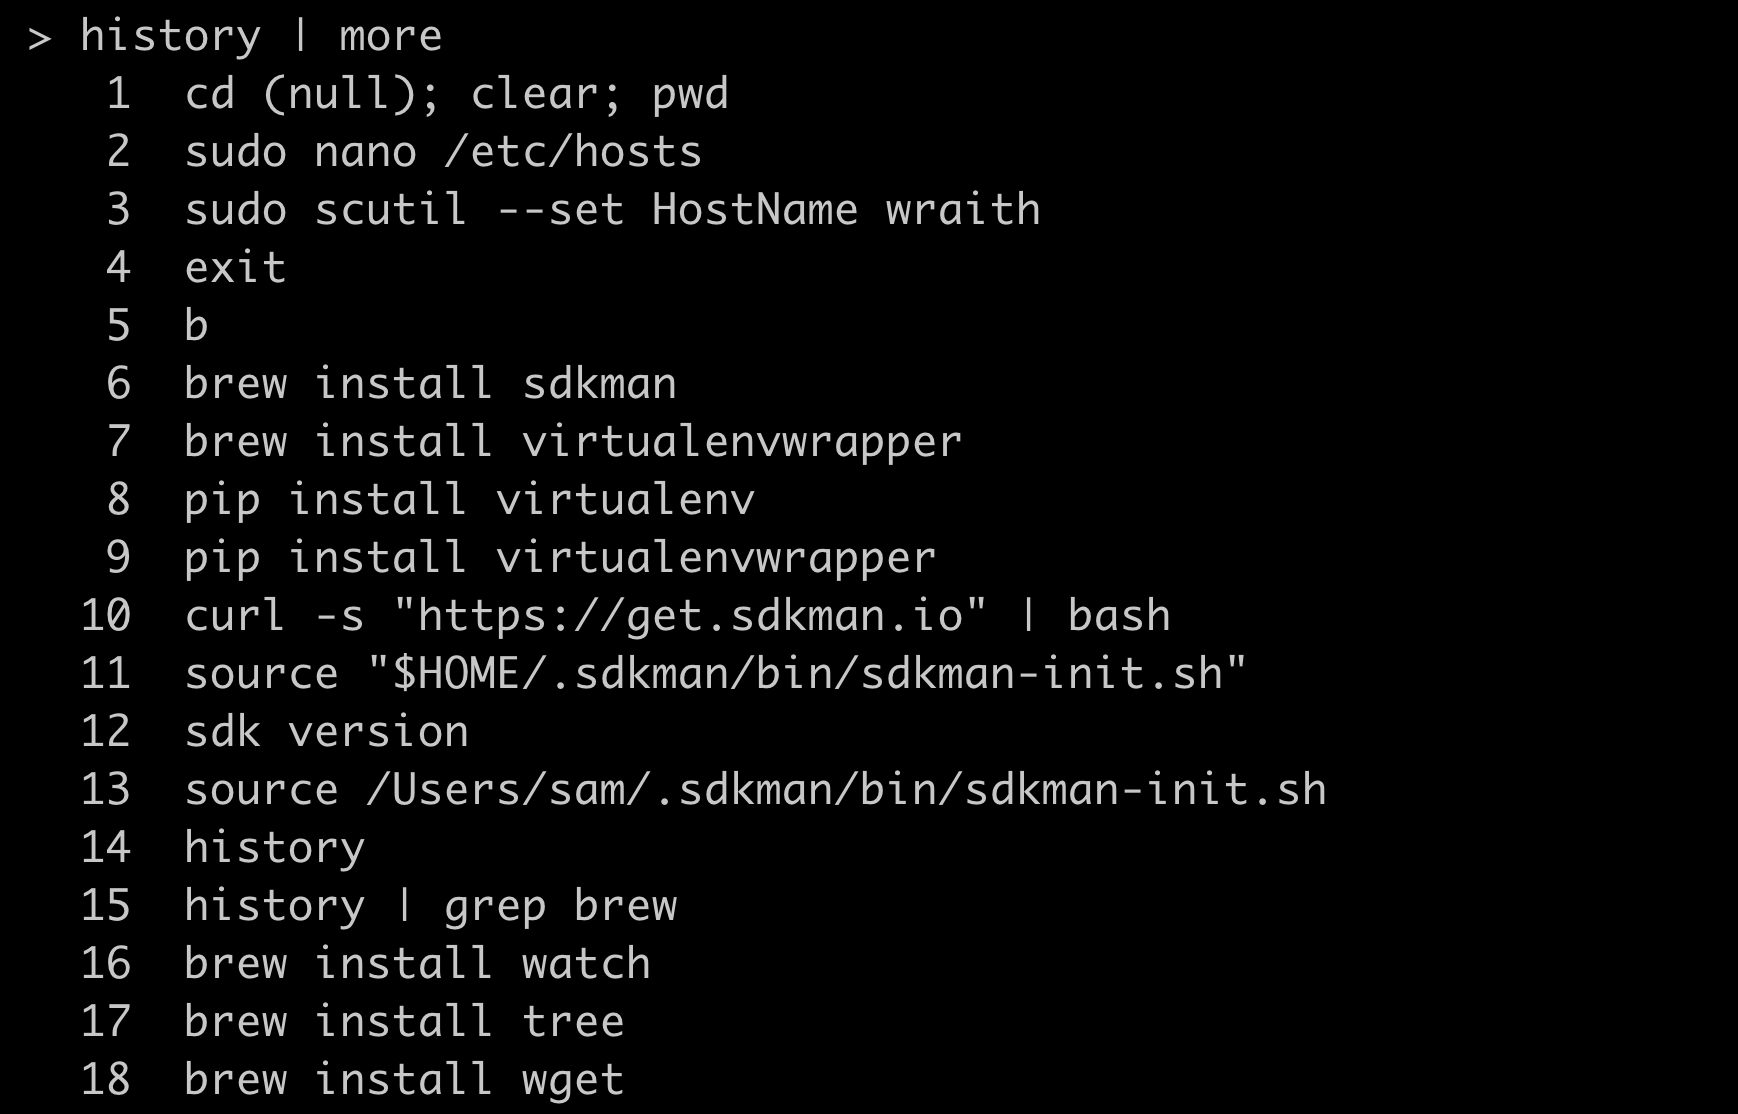 > history | more
1 cd (null); clear; pwd
2 sudo nano /etc/hosts
3 sudo scutil --set HostName wraith
4 exit
5 b
6 brew install sdkman
7 brew install virtualenvwrapper
8 pip install virtualenv
9 pip install virtualenvwrapper
10 curl -s "https://get.sdkman.io" | bash
11 source "$HOME/.sdkman/bin/sdkman-init.sh"
12 sdk version
13 source /Users/sam/.sdkman/bin/sdkman-init.sh
14 history
15 history | grep brew
16 brew install watch
17 brew install tree
18 brew install wget